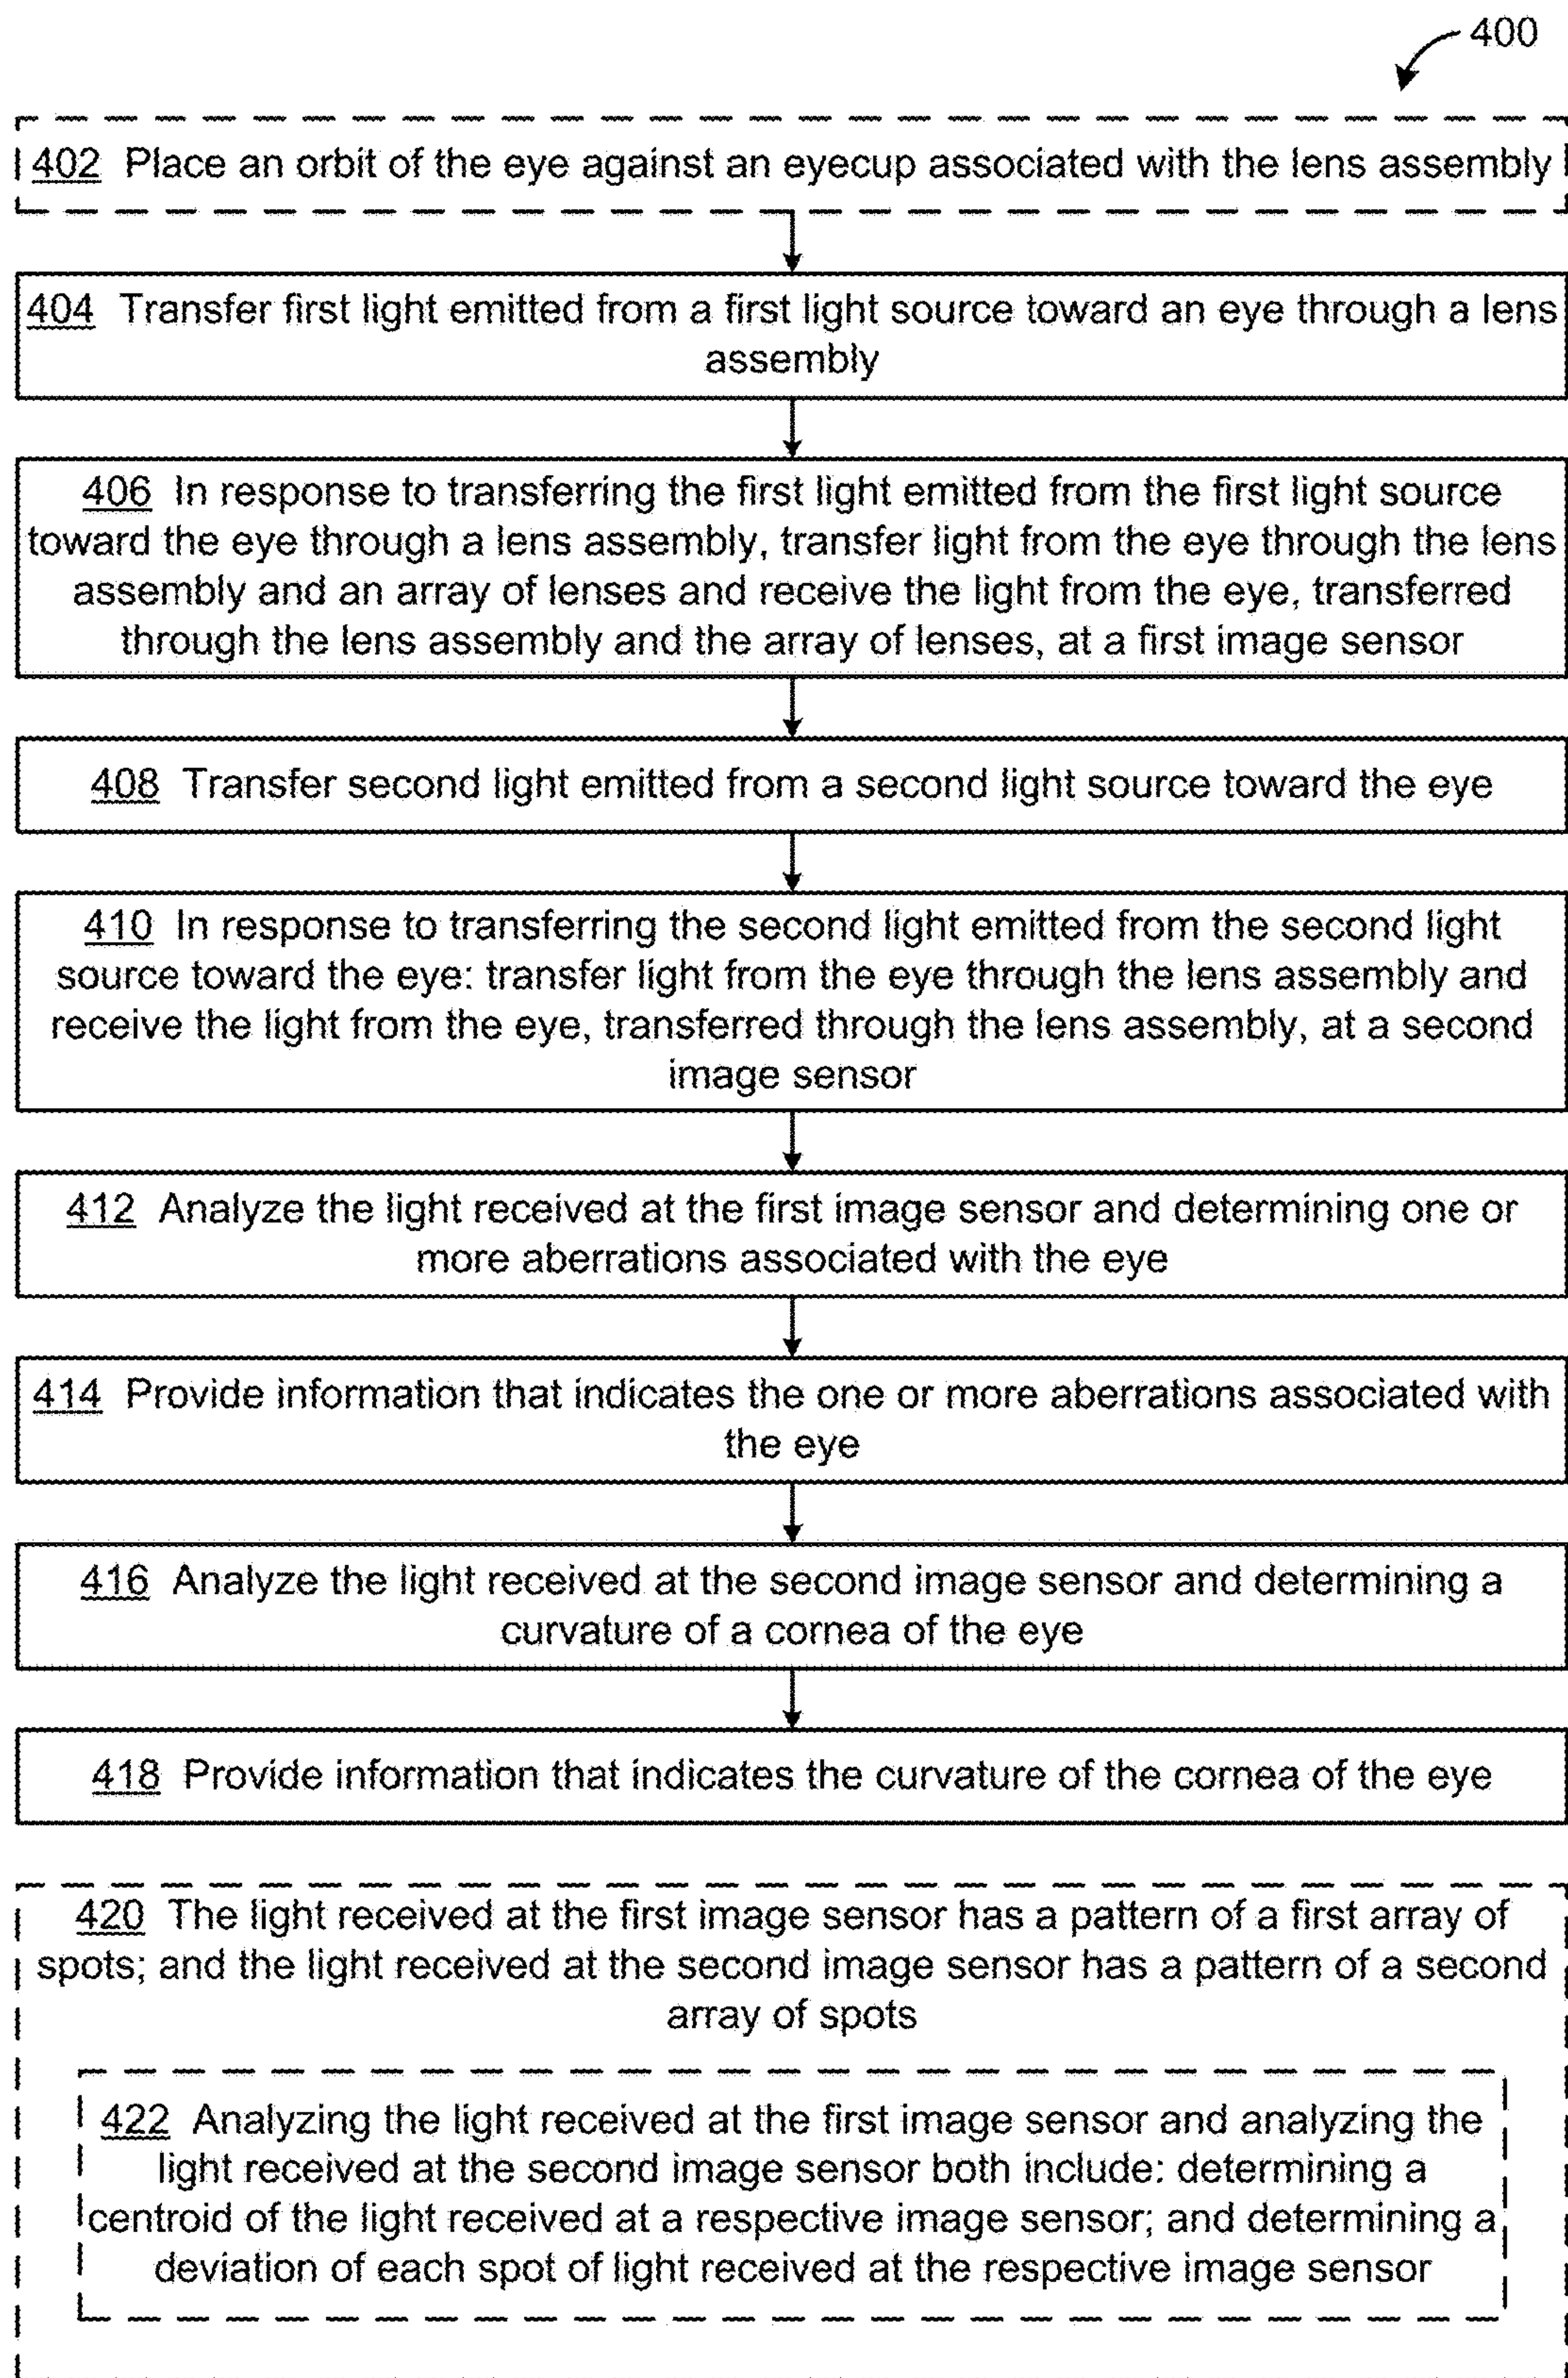 400
402 Place an orbit of the eye against an eyecup associated with the lens assembly
404 Transfer first light emitted from a first light source toward an eye through a lens
assembly
406 In response to transferring the first light emitted from the first light source
toward the eye through a lens assembly, transfer light from the eye through the lens
assembly and an array of lenses and receive the light from the eye, transferred
through the lens assembly and the array of lenses, at a first image sensor
408 Transfer second light emitted from a second light source toward the eye
410 In response to transferring the second light emitted from the second light
source toward the eye: transfer light from the eye through the lens assembly and
receive the light from the eye, transferred through the lens assembly, at a second
image sensor
412 Analyze the light received at the first image sensor and determining one or
more aberrations associated with the eye
414 Provide information that indicates the one or more aberrations associated with
the eye
416 Analyze the light received at the second image sensor and determining a
curvature of a cornea of the eye
418 Provide information that indicates the curvature of the cornea of the eye
420 The light received at the first image sensor has a pattern of a first array of
spots; and the light received at the second image sensor has a pattern of a second
array of spots
422 Analyzing the light received at the first image sensor and analyzing the
light received at the second image sensor both include: determining a
centroid of the light received at a respective image sensor; and determining a
deviation of each spot of light received at the respective image sensor